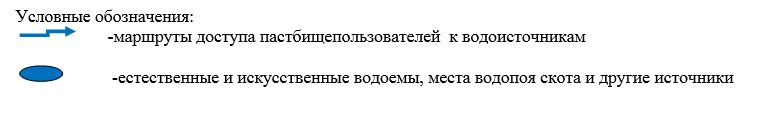 Условные обозначения:
-маршруты доступа пастбищепользователей к водоисточникам
-естественные и искусственные водоемы, места водопоя скота и другие источники